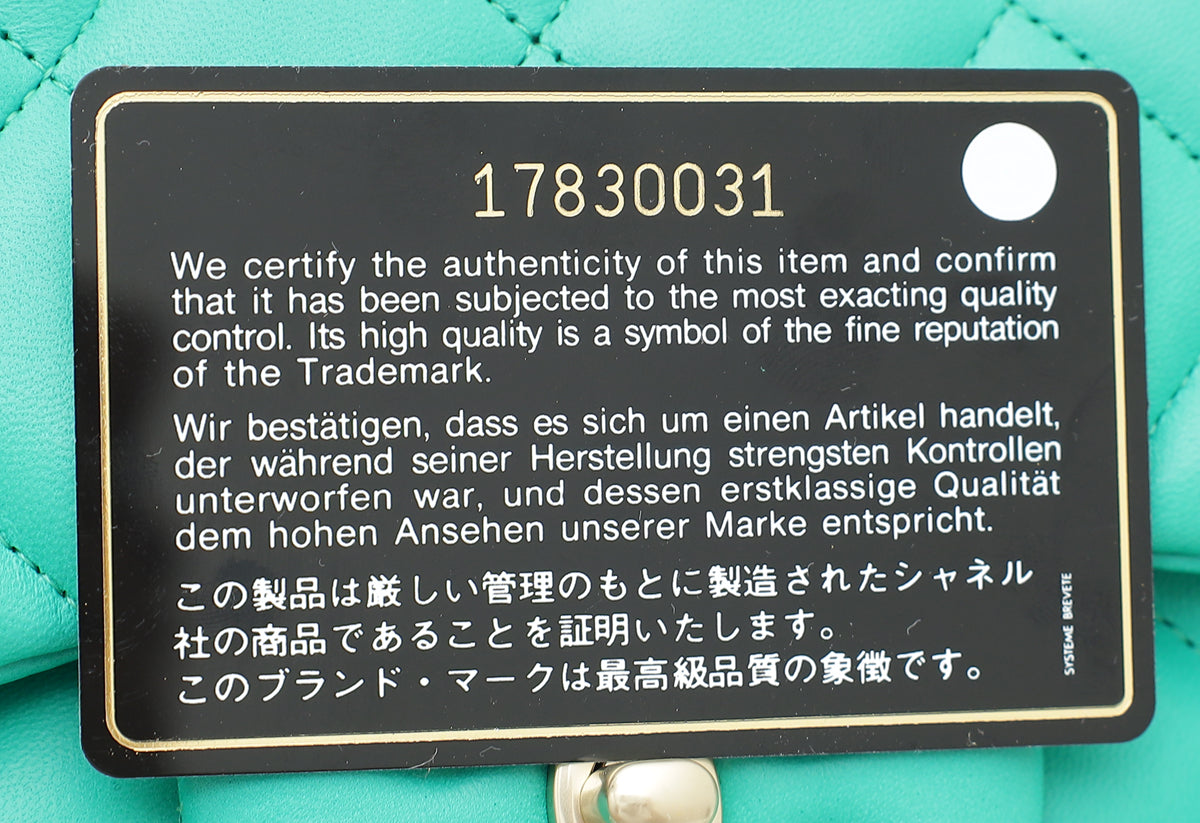 17830031
We certify the authenticity of this item and confirm
that it has been subjected to the most exacting quality
control. Its high quality is a symbol of the fine reputation
of the Trademark.
Wir bestätigen, dass es sich um einen Artikel handelt,
der während seiner Herstellung strengsten Kontrollen
unterworfen war, und dessen erstklassige Qualität
dem hohen Ansehen unserer Marke entspricht.
この製品は厳しい管理のもとに製造されたシャネル
社の商品であることを証明いたします。
このブランド・マークは最高級品質の象徴です。
SYSTEME BREVETE